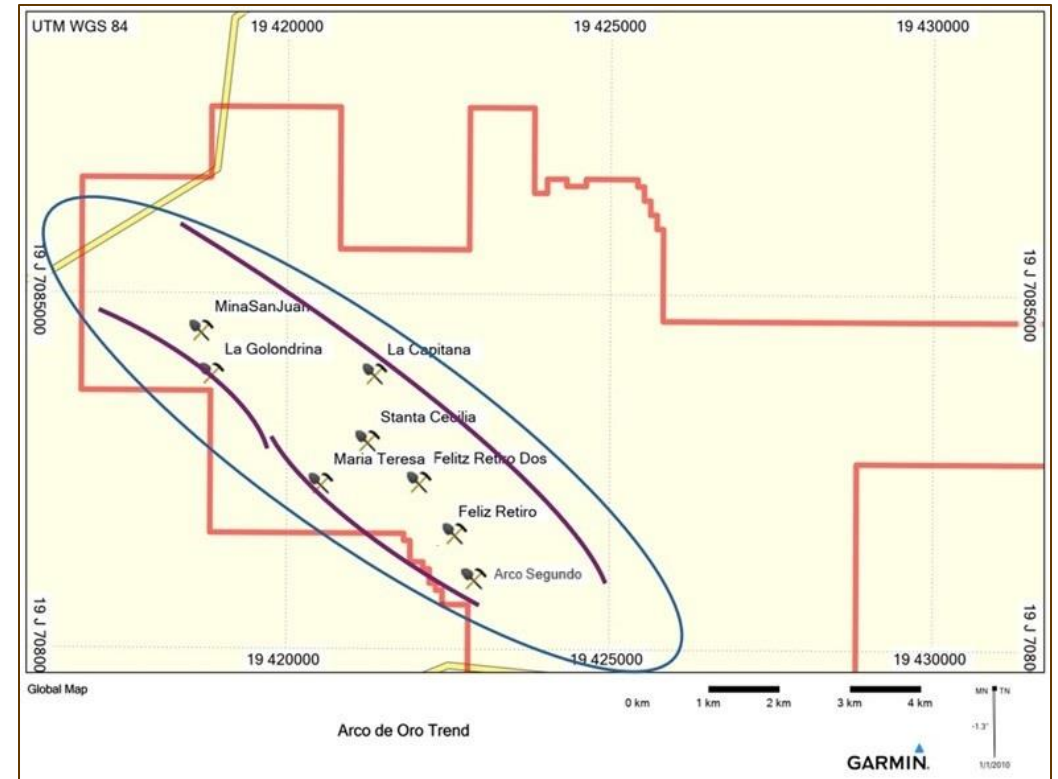 UTM WGS 84
19 420000
19 425000
19 430000
19 J 7085000
19 J 7085000
MinaSanJuan
La Golondrina
La Capitana
Stanta Cecilia
Maria Teresa
Felitz Retiro Dos
Feliz Retiro
Arco Segundo
19 J 70800
19 J 7080
19 420000
19 425000
19 430000
Global Map
0 km
1 km
2 km
3 km
4 km
MN
TN
-1.3°
Arco de Oro Trend
GARMIN.
1/1/2010